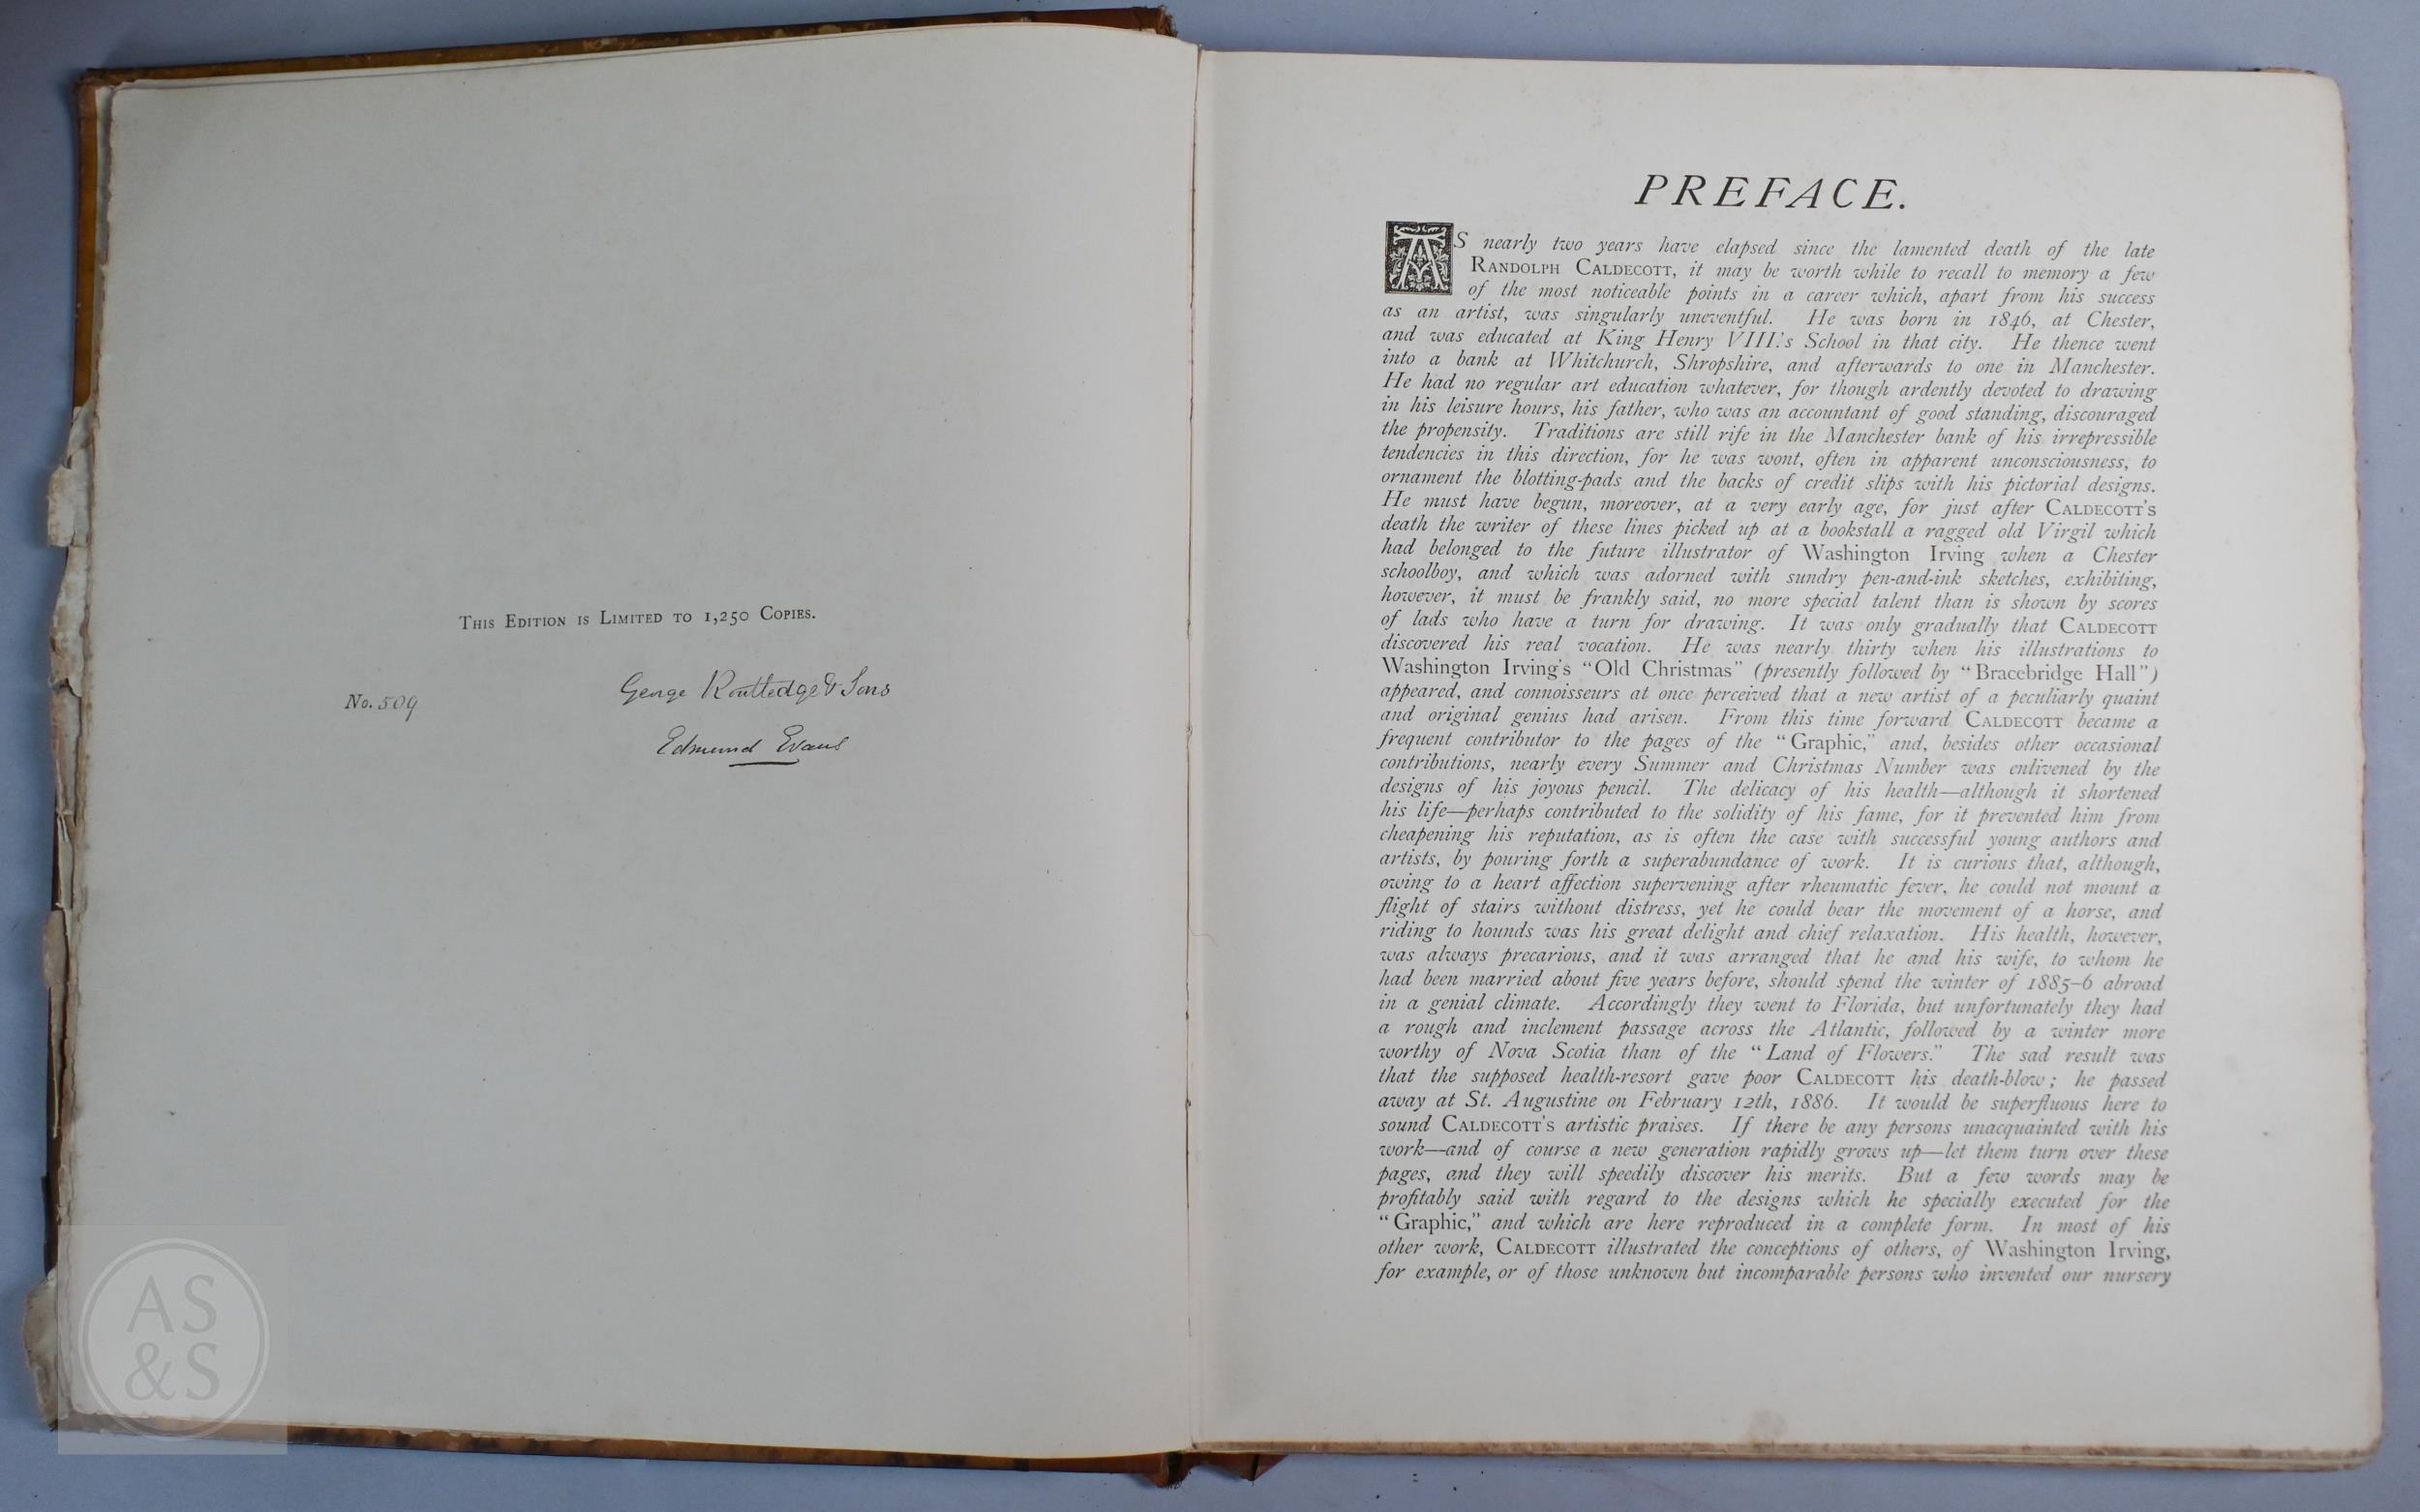 THIS EDITION IS LIMITED TO 1,250 COPIES.
No. 509
George Routledge & Sons
Edmund Evans
AS
&S
PREFACE.
AS nearly two years have elapsed since the lamented death of the late
RANDOLPH CALDECOTT, it may be worth while to recall to memory a few
of the most noticeable points in a career which, apart from his success
as an artist, was singularly uneventful. He was born in 1846, at Chester,
and was educated at King Henry VIII.'s School in that city. He thence went
into a bank at Whitchurch, Shropshire, and afterwards to one in Manchester.
He had no regular art education whatever, for though ardently devoted to drawing
in his leisure hours, his father, who was an accountant of good standing, discouraged
the propensity. Traditions are still rife in the Manchester bank of his irrepressible
tendencies in this direction, for he was wont, often in apparent unconsciousness, to
ornament the blotting-pads and the backs of credit slips with his pictorial designs.
He must have begun, moreover, at a very early age, for just after CALDECOTT'S
death the writer of these lines picked up at a bookstall a ragged old Virgil which
had belonged to the future illustrator of Washington Irving when a Chester
schoolboy, and which was adorned with sundry pen-and-ink sketches, exhibiting,
however, it must be frankly said, no more special talent than is shown by scores
of lads who have a turn for drawing. It was only gradually that CALDECOTT
discovered his real vocation. He was nearly thirty when his illustrations to
Washington Irving's "Old Christmas" (presently followed by "Bracebridge Hall")
appeared, and connoisseurs at once perceived that a new artist of a peculiarly quaint
and original genius had arisen. From this time forward CALDECOTT became a
frequent contributor to the pages of the "Graphic," and, besides other occasional
contributions, nearly every Summer and Christmas Number was enlivened by the
designs of his joyous pencil. The delicacy of his health—although it shortened
his life—perhaps contributed to the solidity of his fame, for it prevented him from
cheapening his reputation, as is often the case with successful young authors and
artists, by pouring forth a superabundance of work. It is curious that, although,
owing to a heart affection supervening after rheumatic fever, he could not mount a
flight of stairs without distress, yet he could bear the movement of a horse, and
riding to hounds was his great delight and chief relaxation. His health, however,
was always precarious, and it was arranged that he and his wife, to whom he
had been married about five years before, should spend the winter of 1885-6 abroad
in a genial climate. Accordingly they went to Florida, but unfortunately they had
a rough and inclement passage across the Atlantic, followed by a winter more
worthy of Nova Scotia than of the "Land of Flowers." The sad result was
that the supposed health-resort gave poor CALDECOTT his death-blow; he passed
away at St. Augustine on February 12th, 1886. It would be superfluous here to
sound CALDECOTT'S artistic praises. If there be any persons unacquainted with his
work—and of course a new generation rapidly grows up—let them turn over these
pages, and they will speedily discover his merits. But a few words may be
profitably said with regard to the designs which he specially executed for the
"Graphic," and which are here reproduced in a complete form. In most of his
other work, CALDECOTT illustrated the conceptions of others, of Washington Irving,
for example, or of those unknown but incomparable persons who invented our nursery